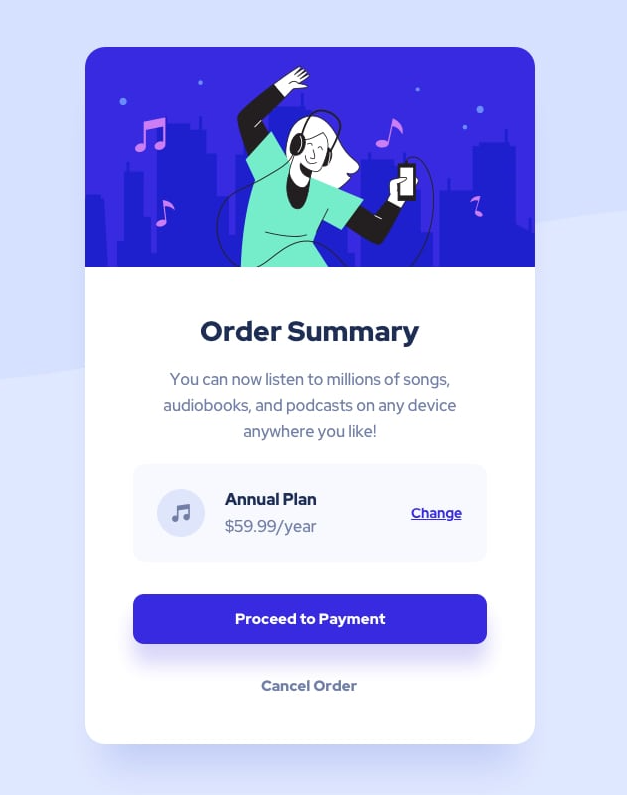 Order Summary
You can now listen to millions of songs,
audiobooks, and podcasts on any device
anywhere you like!
Annual Plan
$59.99/year
Change
Proceed to Payment
Cancel Order